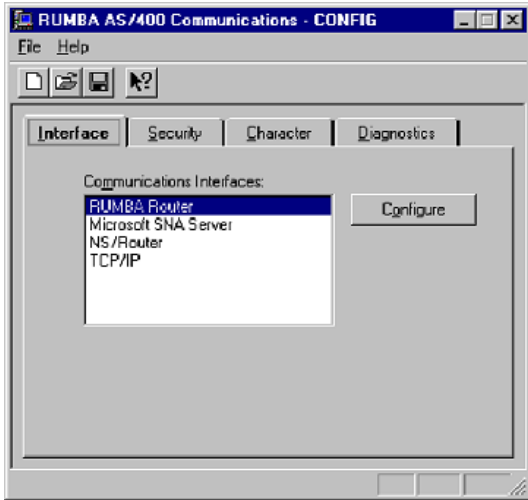 RUMBA AS/400 Communications - CONFIG
File Help
Interface Security Character Diagnostics
Communications Interfaces:
RUMBA Router
Microsoft SNA Server
NS/Router
TCP/IP
Configure